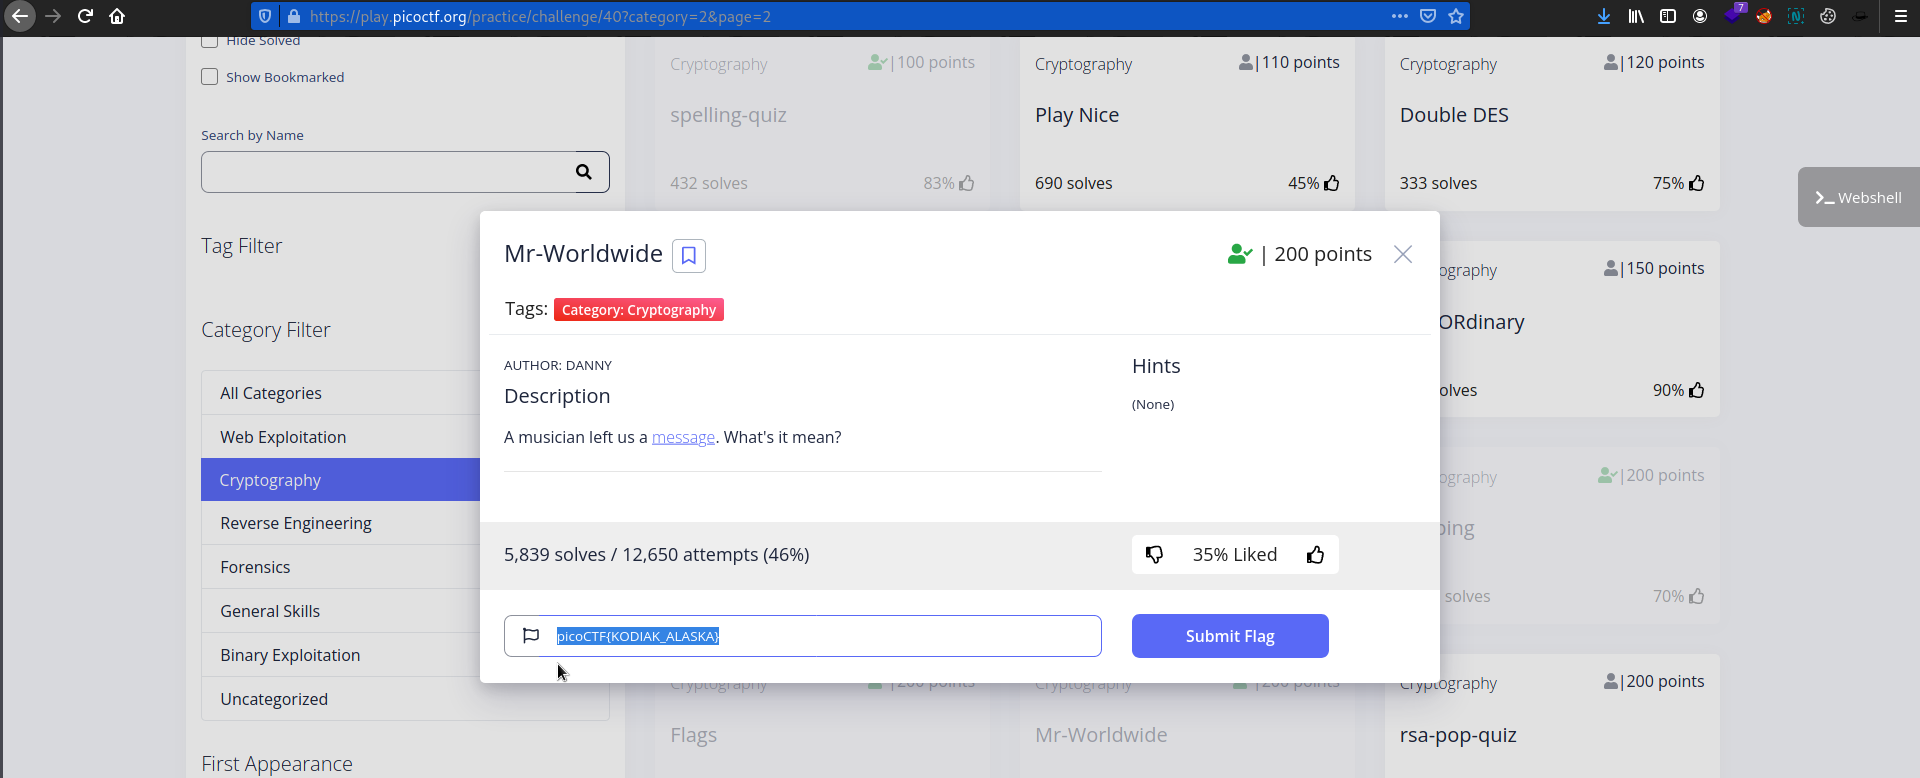 https://play.picoctf.org/practice/challenge/40?category=2&page=2
7
Hide Solved
Show Bookmarked
Search by Name
Tag Filter
Category Filter
All Categories
Web Exploitation
Cryptography
Reverse Engineering
Forensics
General Skills
Binary Exploitation
Uncategorized
First Appearance
Cryptography |100 points
spelling-quiz
432 solves 83%
Cryptography |110 points
Play Nice
690 solves 45%
Cryptography |120 points
Double DES
333 solves 75%
Webshell
Mr-Worldwide | 200 points
Tags: Category: Cryptography
AUTHOR: DANNY
Description
A musician left us a message. What's it mean?
Hints
(None)
5,839 solves / 12,650 attempts (46%)
35% Liked
picoCTF{KODIAK_ALASKA}
Submit Flag
ography |150 points
ORdinary
olves 90%
ography |200 points
ing
solves 70%
Cryptography |200 points
Flags
Cryptography |200 points
Mr-Worldwide
Cryptography |200 points
rsa-pop-quiz